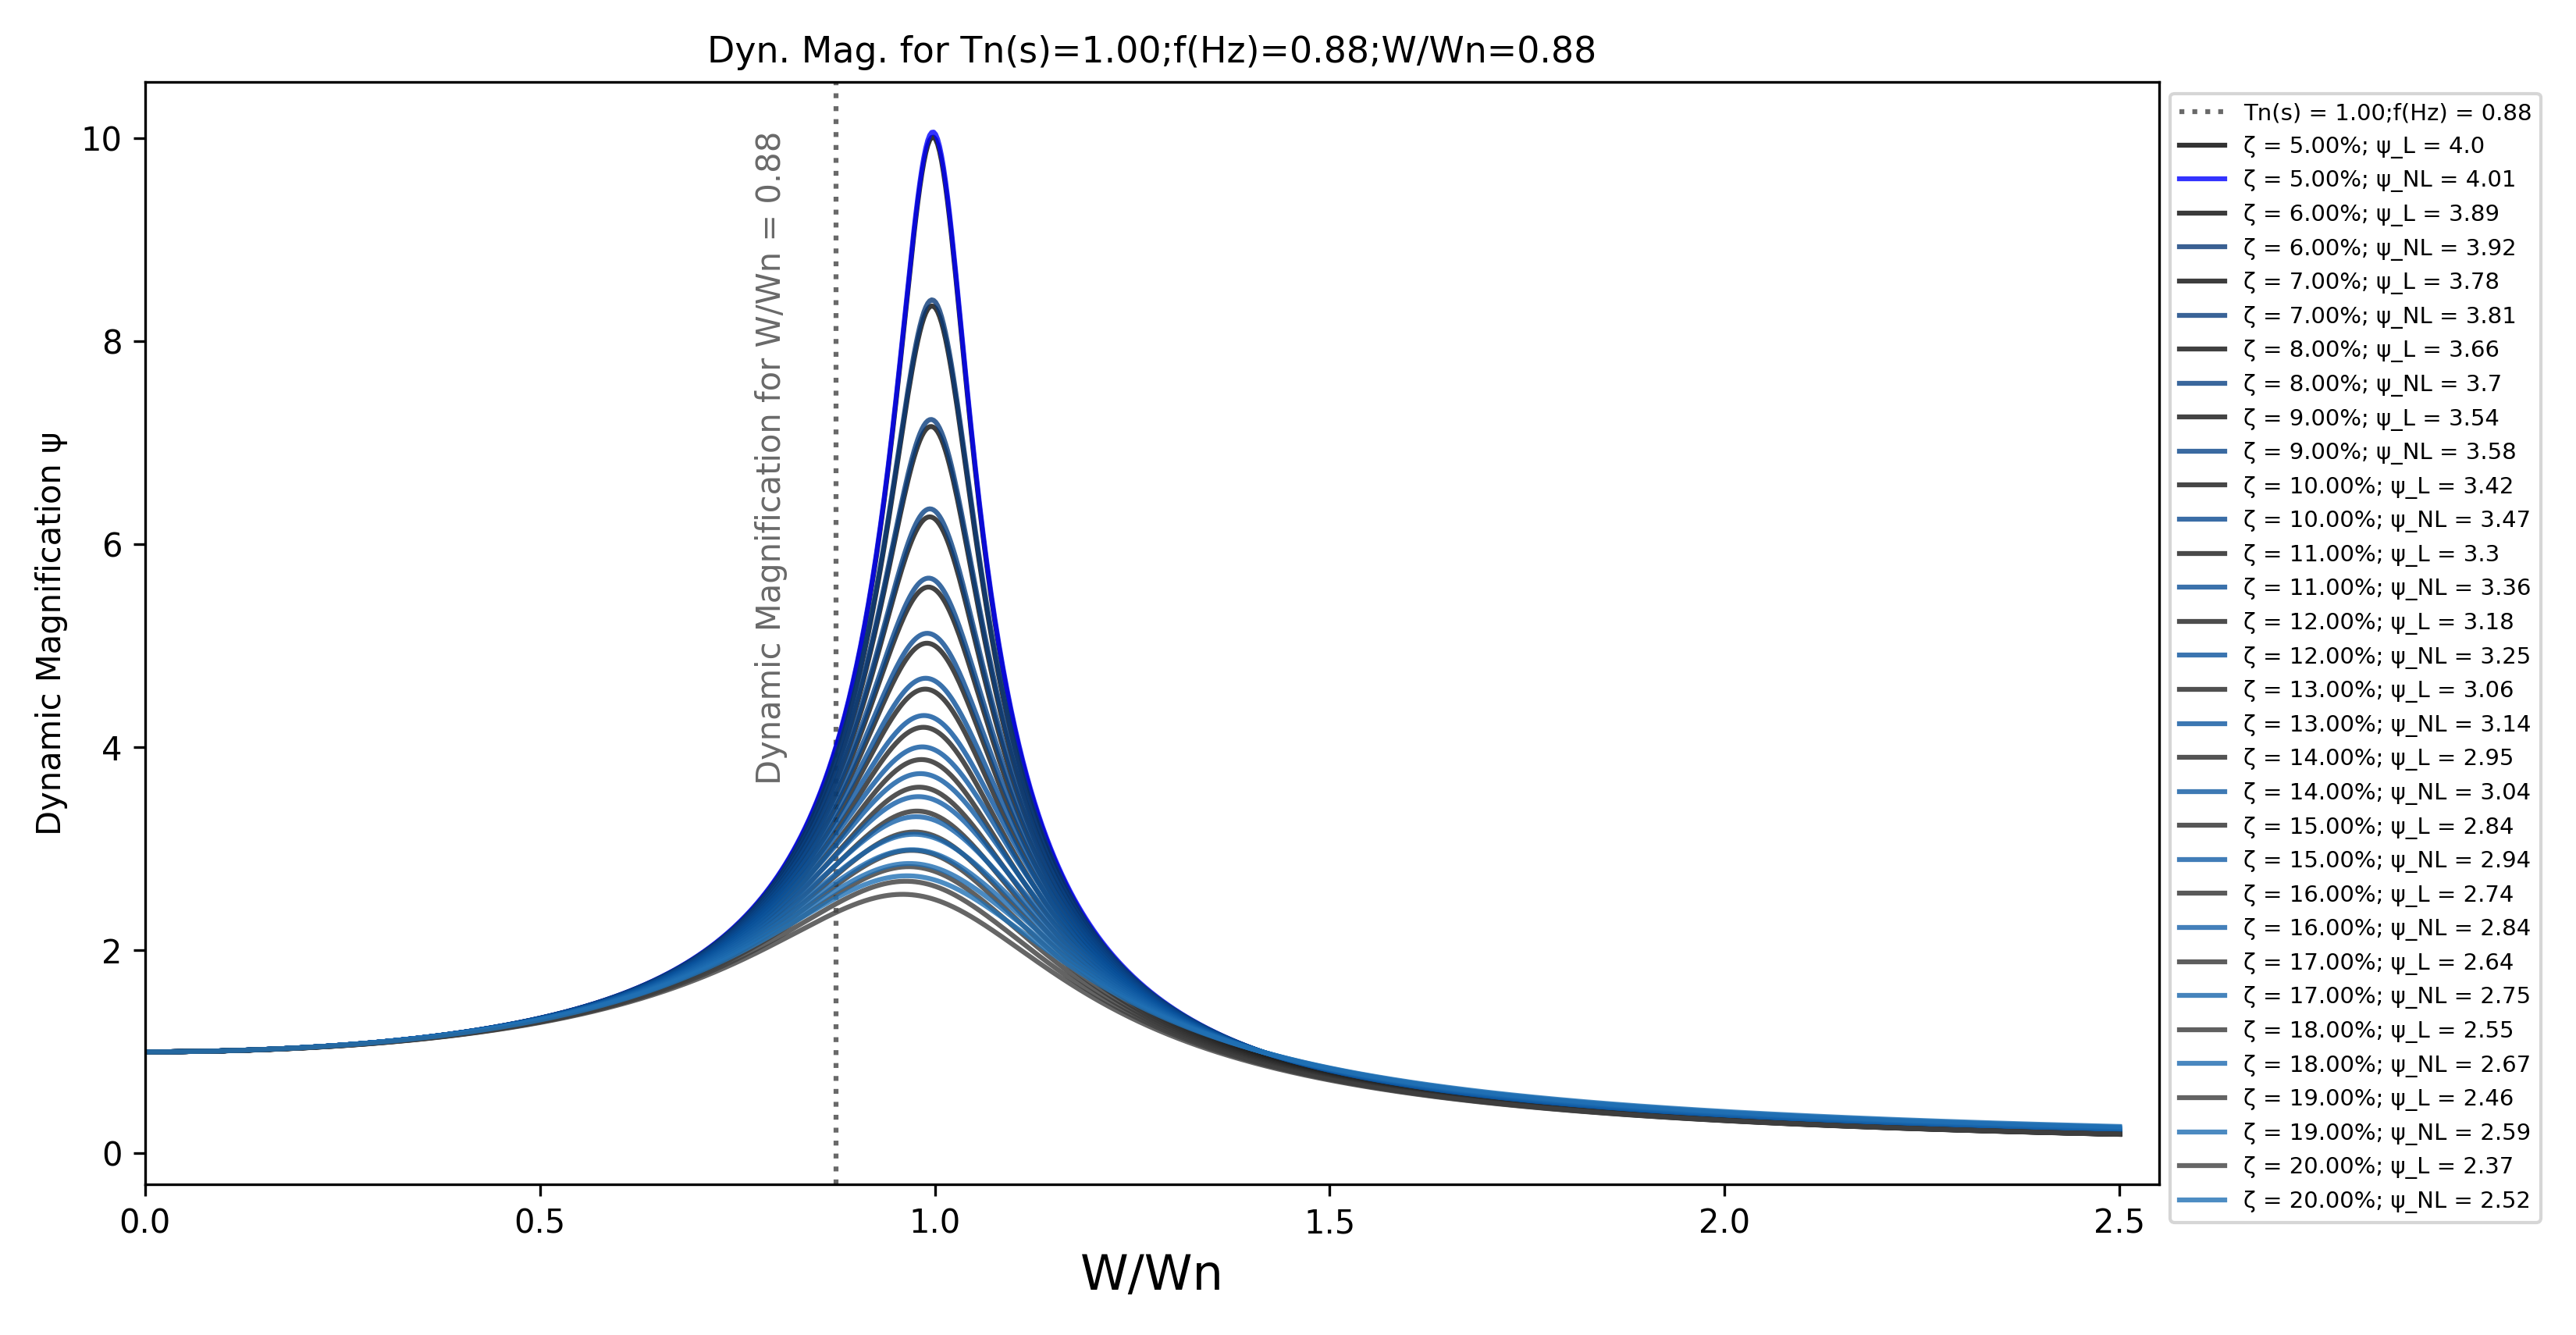 Dyn. Mag. for Tn(s)=1.00;f(Hz)=0.88;W/Wn=0.88
Dynamic Magnification ψ
10
8
6
4
2
0
Dynamic Magnification for W/Wn = 0.88
0.0
0.5
1.0
1.5
2.0
2.5
W/Wn
Tn(s) = 1.00;f(Hz) = 0.88
ζ = 5.00%; ψ_L = 4.0
ζ = 5.00%; ψ_NL = 4.01
ζ = 6.00%; ψ_L = 3.89
ζ = 6.00%; ψ_NL = 3.92
ζ = 7.00%; ψ_L = 3.78
ζ = 7.00%; ψ_NL = 3.81
ζ = 8.00%; ψ_L = 3.66
ζ = 8.00%; ψ_NL = 3.7
ζ = 9.00%; ψ_L = 3.54
ζ = 9.00%; ψ_NL = 3.58
ζ = 10.00%; ψ_L = 3.42
ζ = 10.00%; ψ_NL = 3.47
ζ = 11.00%; ψ_L = 3.3
ζ = 11.00%; ψ_NL = 3.36
ζ = 12.00%; ψ_L = 3.18
ζ = 12.00%; ψ_NL = 3.25
ζ = 13.00%; ψ_L = 3.06
ζ = 13.00%; ψ_NL = 3.14
ζ = 14.00%; ψ_L = 2.95
ζ = 14.00%; ψ_NL = 3.04
ζ = 15.00%; ψ_L = 2.84
ζ = 15.00%; ψ_NL = 2.94
ζ = 16.00%; ψ_L = 2.74
ζ = 16.00%; ψ_NL = 2.84
ζ = 17.00%; ψ_L = 2.64
ζ = 17.00%; ψ_NL = 2.75
ζ = 18.00%; ψ_L = 2.55
ζ = 18.00%; ψ_NL = 2.67
ζ = 19.00%; ψ_L = 2.46
ζ = 19.00%; ψ_NL = 2.59
ζ = 20.00%; ψ_L = 2.37
ζ = 20.00%; ψ_NL = 2.52